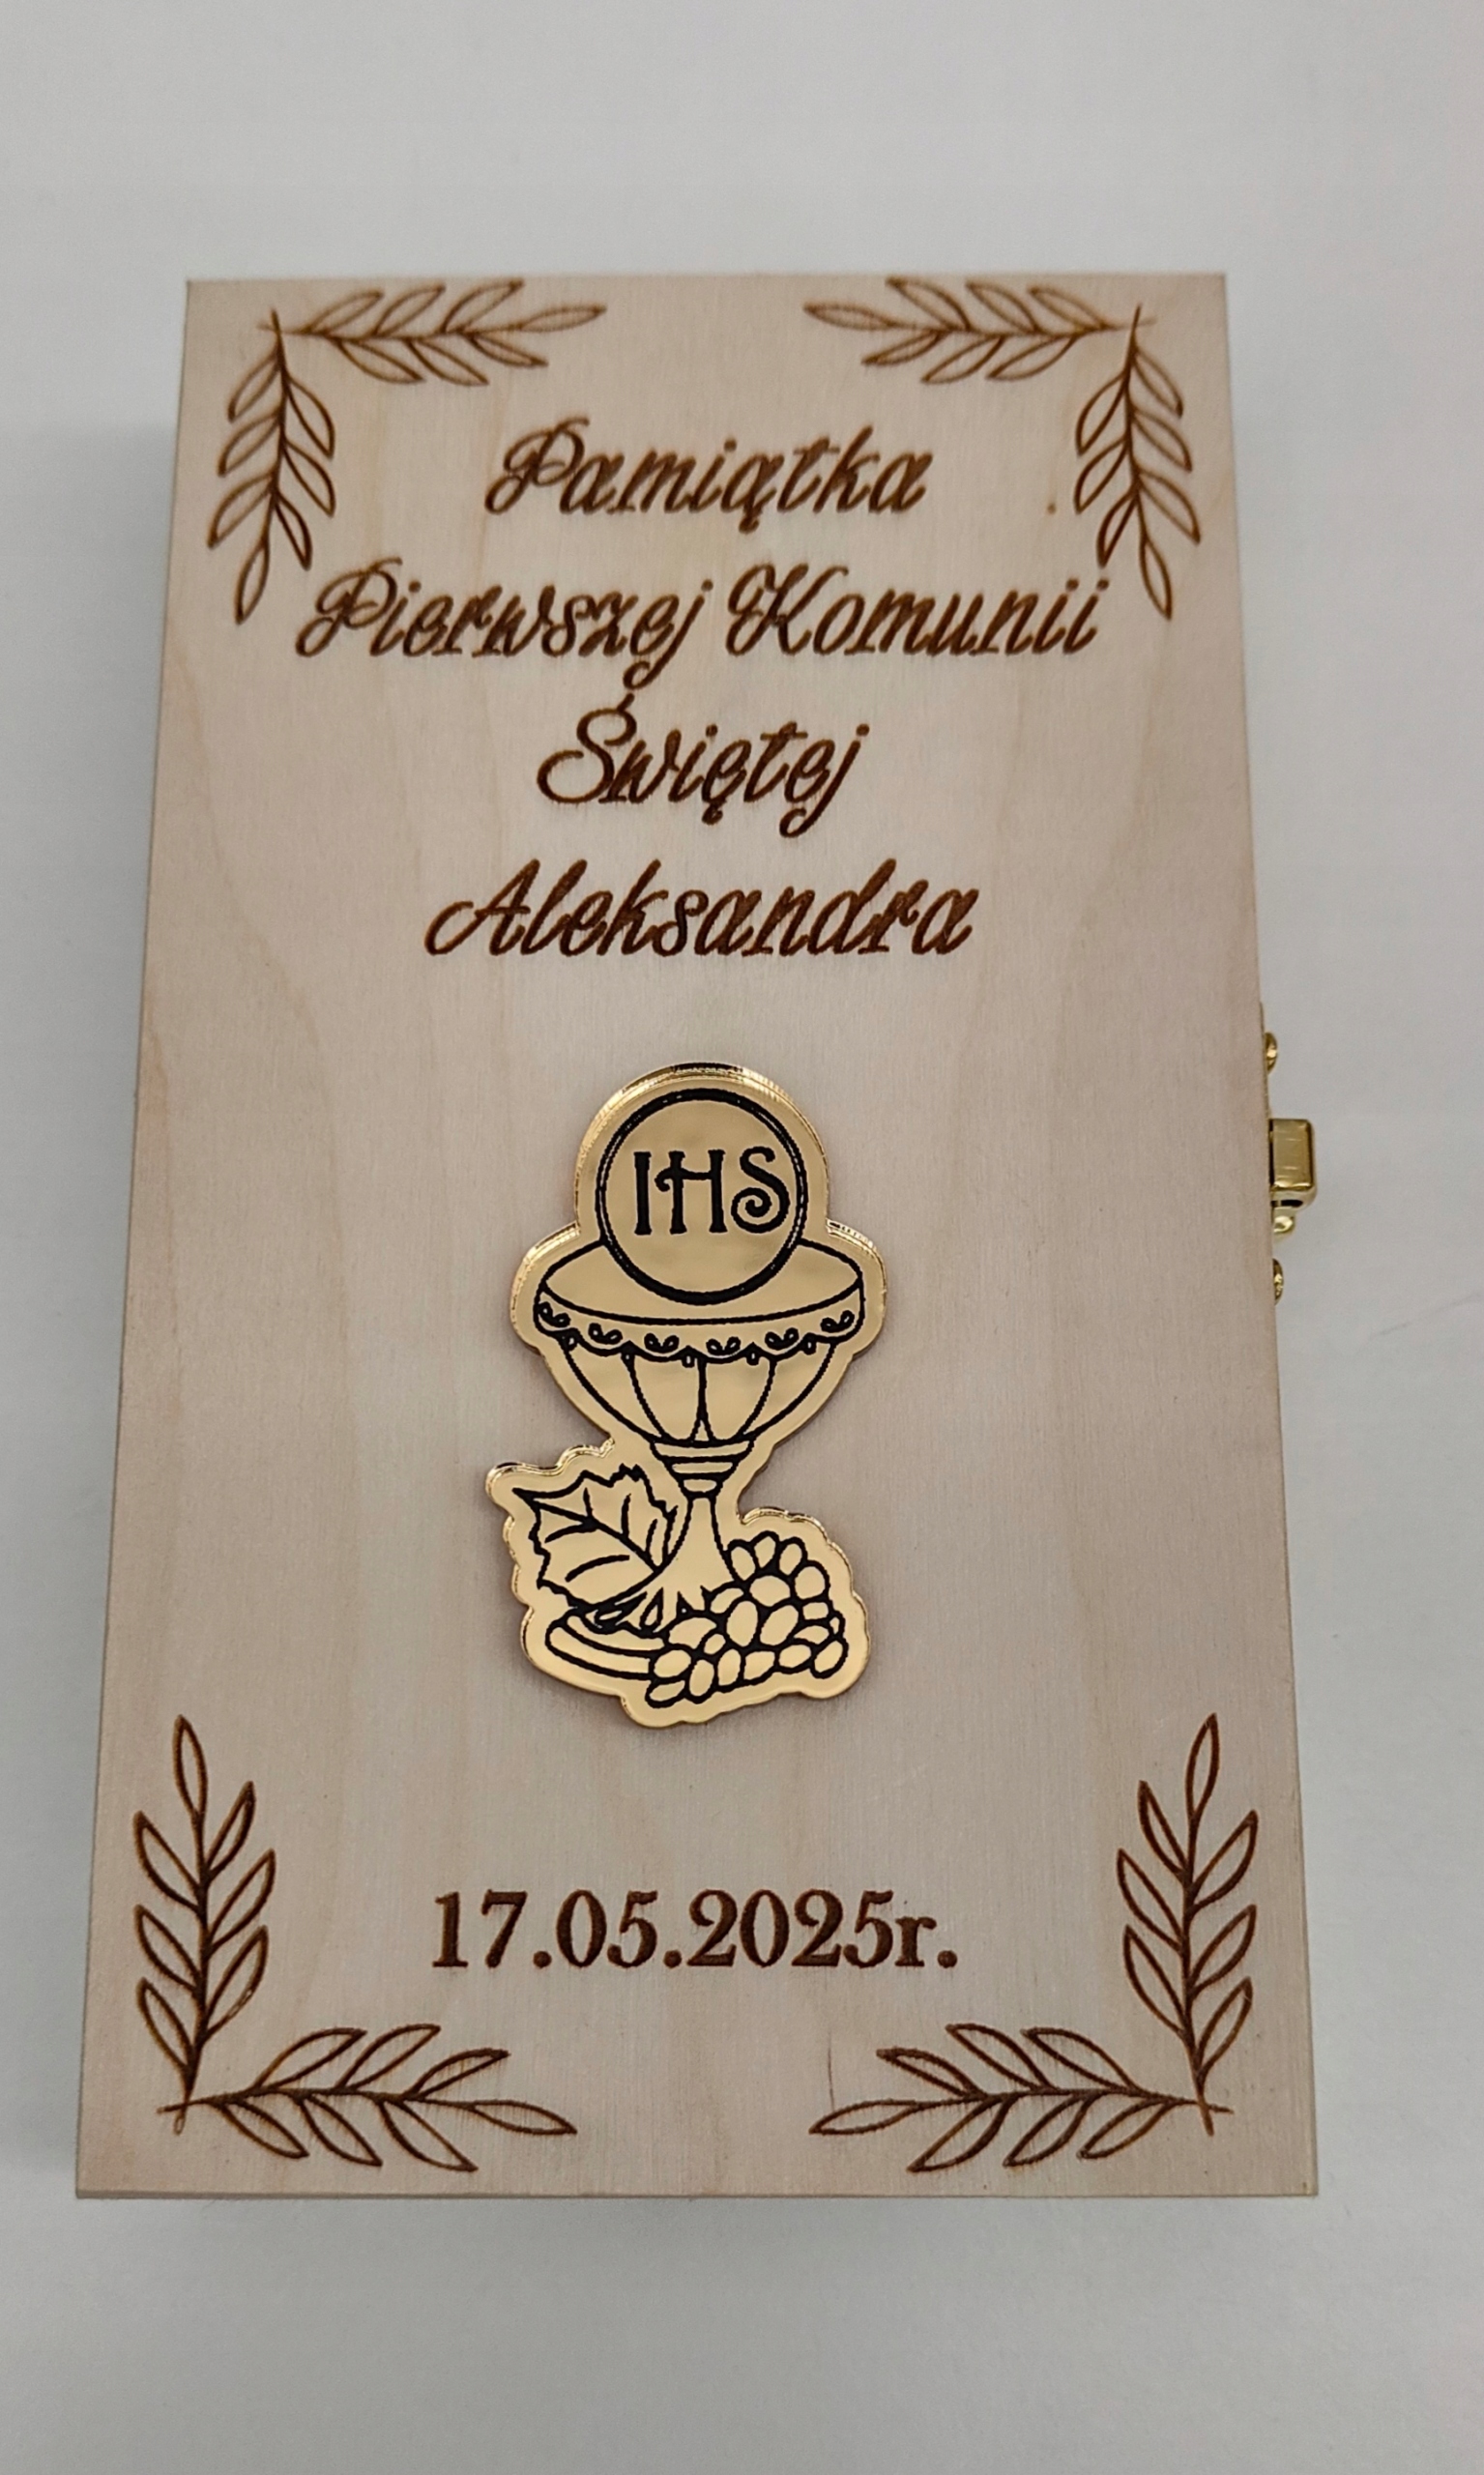 Pamiątka
Pierwszej Komunii
Świętej
Aleksandra
IHS
17.05.2025r.